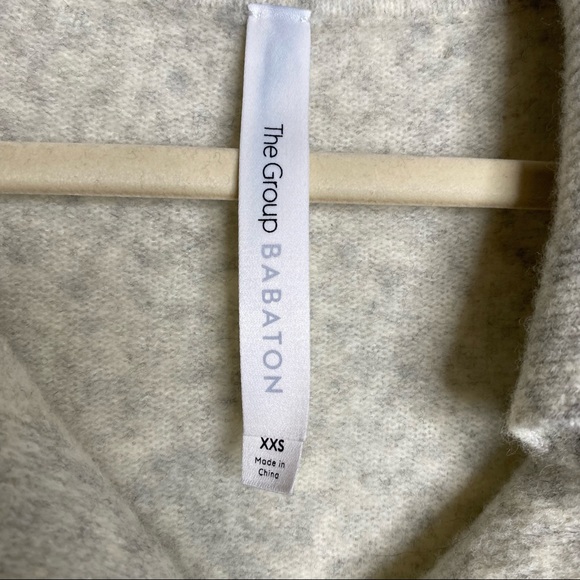 The Group BABATON
XXS
Made in
China